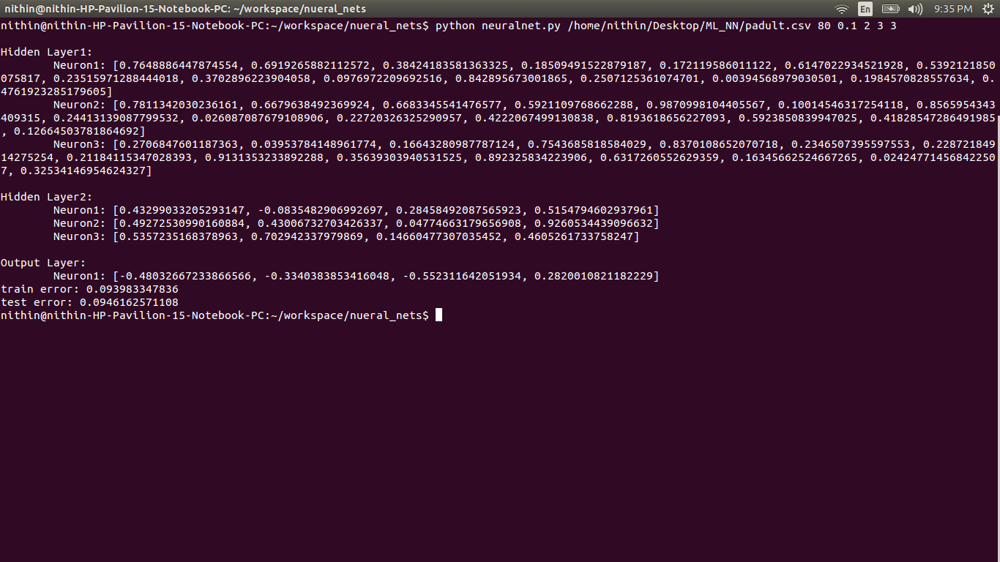 nithin@nithin-HP-Pavilion-15-Notebook-PC: ~/workspace/nueral_nets
En
9:35 PM
nithin@nithin-HP-Pavilion-15-Notebook-PC:~/workspace/nueral_nets$ python neuralnet.py /home/nithin/Desktop/ML_NN/padult.csv 80 0.1 2 3 3
Hidden Layer1:
Neuron1: [0.7648886447874554, 0.6919265882112572, 0.38424183581363325, 0.18509491522879187, 0.172119586011122, 0.6147022934521928, 0.5392121850
075817, 0.23515971288444018, 0.3702896223904058, 0.0976972209692516, 0.842895673001865, 0.2507125361074701, 0.00394568979030501, 0.1984570828557634, 0.
4761923285179605]
Neuron2: [0.7811342030236161, 0.6679638492369924, 0.6683345541476577, 0.5921109768662288, 0.9870998104405567, 0.10014546317254118, 0.8565954343
409315, 0.24413139087799532, 0.026087087679108906, 0.22720326325290957, 0.4222067499130838, 0.8193618656227093, 0.5923850839947025, 0.41828547286491985
, 0.12664503781864692]
Neuron3: [0.2706847601187363, 0.03953784148961774, 0.16643280987787124, 0.7543685818584029, 0.8370108652070718, 0.2346507395597553, 0.228721849
14275254, 0.21184115347028393, 0.9131353233892288, 0.35639303940531525, 0.892325834223906, 0.6317260552629359, 0.16345662524667265, 0.02424771456842250
7, 0.32534146954624327]
Hidden Layer2:
Neuron1: [0.43299033205293147, -0.0835482906992697, 0.28458492087565923, 0.5154794602937961]
Neuron2: [0.49272530990160884, 0.43006732703426337, 0.04774663179656908, 0.9260534439096632]
Neuron3: [0.5357235168378963, 0.702942337979869, 0.14660477307035452, 0.4605261733758247]
Output Layer:
Neuron1: [-0.48032667233866566, -0.3340383853416048, -0.552311642051934, 0.2820010821182229]
train error: 0.093983347836
test error: 0.0946162571108
nithin@nithin-HP-Pavilion-15-Notebook-PC:~/workspace/nueral_nets$